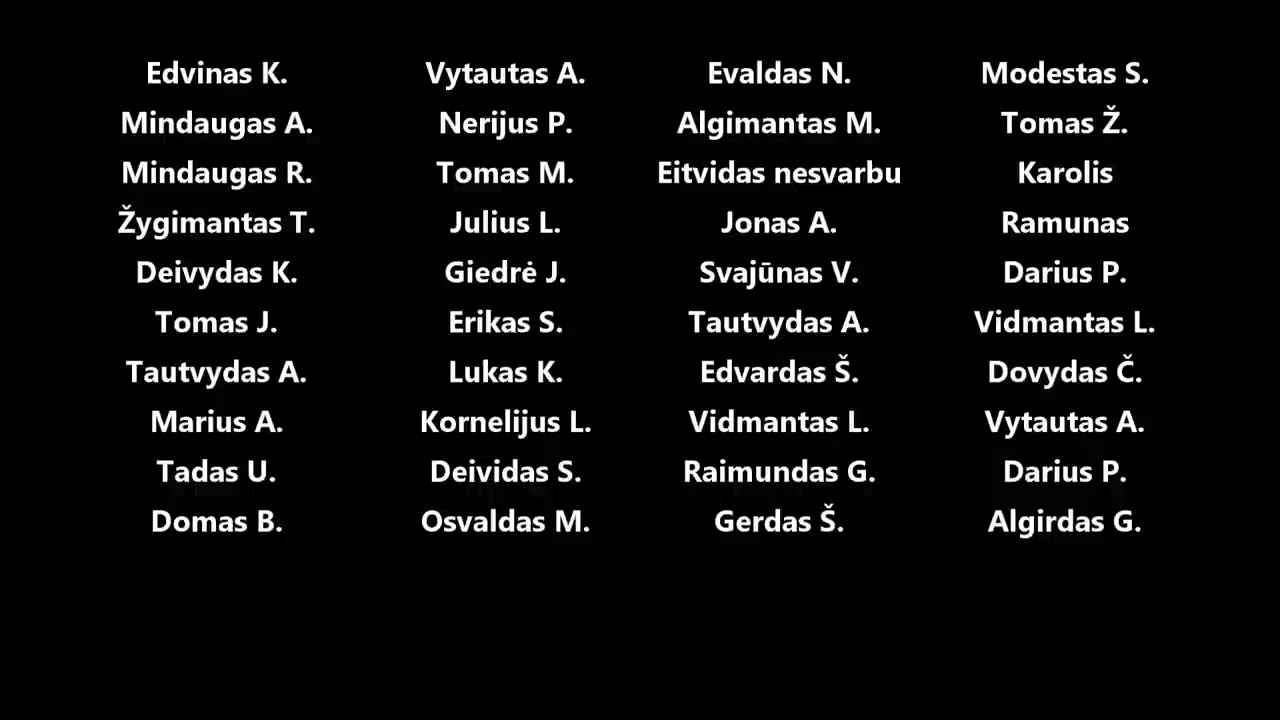 Edvinas K. Vytautas A. Evaldas N. Modestas S.
Mindaugas A. Nerijus P. Algimantas M. Tomas Ž.
Mindaugas R. Tomas M. Eitvidas nesvarbu Karolis
Žygimantas T. Julius L. Jonas A. Ramunas
Deivydas K. Giedrė J. Svajūnas V. Darius P.
Tomas J. Erikas S. Tautvydas A. Vidmantas L.
Tautvydas A. Lukas K. Edvardas Š. Dovydas Č.
Marius A. Kornelijus L. Vidmantas L. Vytautas A.
Tadas U. Deividas S. Raimundas G. Darius P.
Domas B. Osvaldas M. Gerdas Š. Algirdas G.